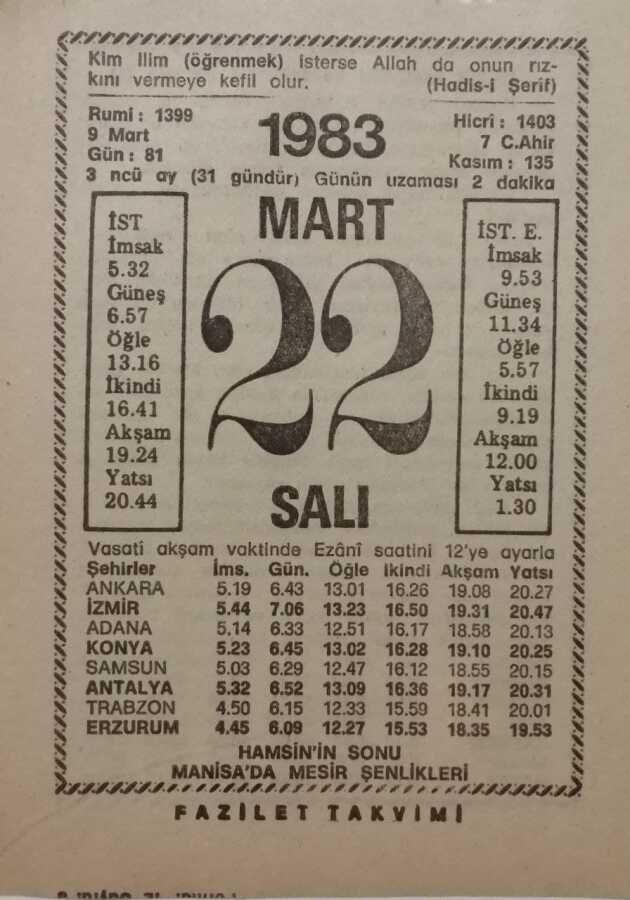 Kim İlim (öğrenmek) isterse Allah da onun rız-
kını vermeye kefil olur. (Hadis-i Şerif)
Rumi : 1399
9 Mart
Gün : 81
1983
Hicri : 1403
7 C.Ahir
Kasım : 135
3 ncü ay (31 gündür) Günün uzaması 2 dakika
İST
İmsak
5.32
Güneş
6.57
Öğle
13.16
İkindi
16.41
Akşam
19.24
Yatsı
20.44
MART
22
SALI
İST. E.
İmsak
9.53
Güneş
11.34
Öğle
5.57
İkindi
9.19
Akşam
12.00
Yatsı
1.30
Vasatî akşam vaktinde Ezânî saatini 12'ye ayarla
Şehirler İms. Gün. Öğle İkindi Akşam Yatsı
ANKARA 5.19 6.43 13.01 16.26 19.08 20.27
İZMİR 5.44 7.06 13.23 16.50 19.31 20.47
ADANA 5.14 6.33 12.51 16.17 18.58 20.13
KONYA 5.23 6.45 13.02 16.28 19.10 20.25
SAMSUN 5.03 6.29 12.47 16.12 18.55 20.15
ANTALYA 5.32 6.52 13.09 16.36 19.17 20.31
TRABZON 4.50 6.15 12.33 15.59 18.41 20.01
ERZURUM 4.45 6.09 12.27 15.53 18.35 19.53
HAMSİN'İN SONU
MANİSA'DA MESİR ŞENLİKLERİ
FAZİLET TAKVİMİ